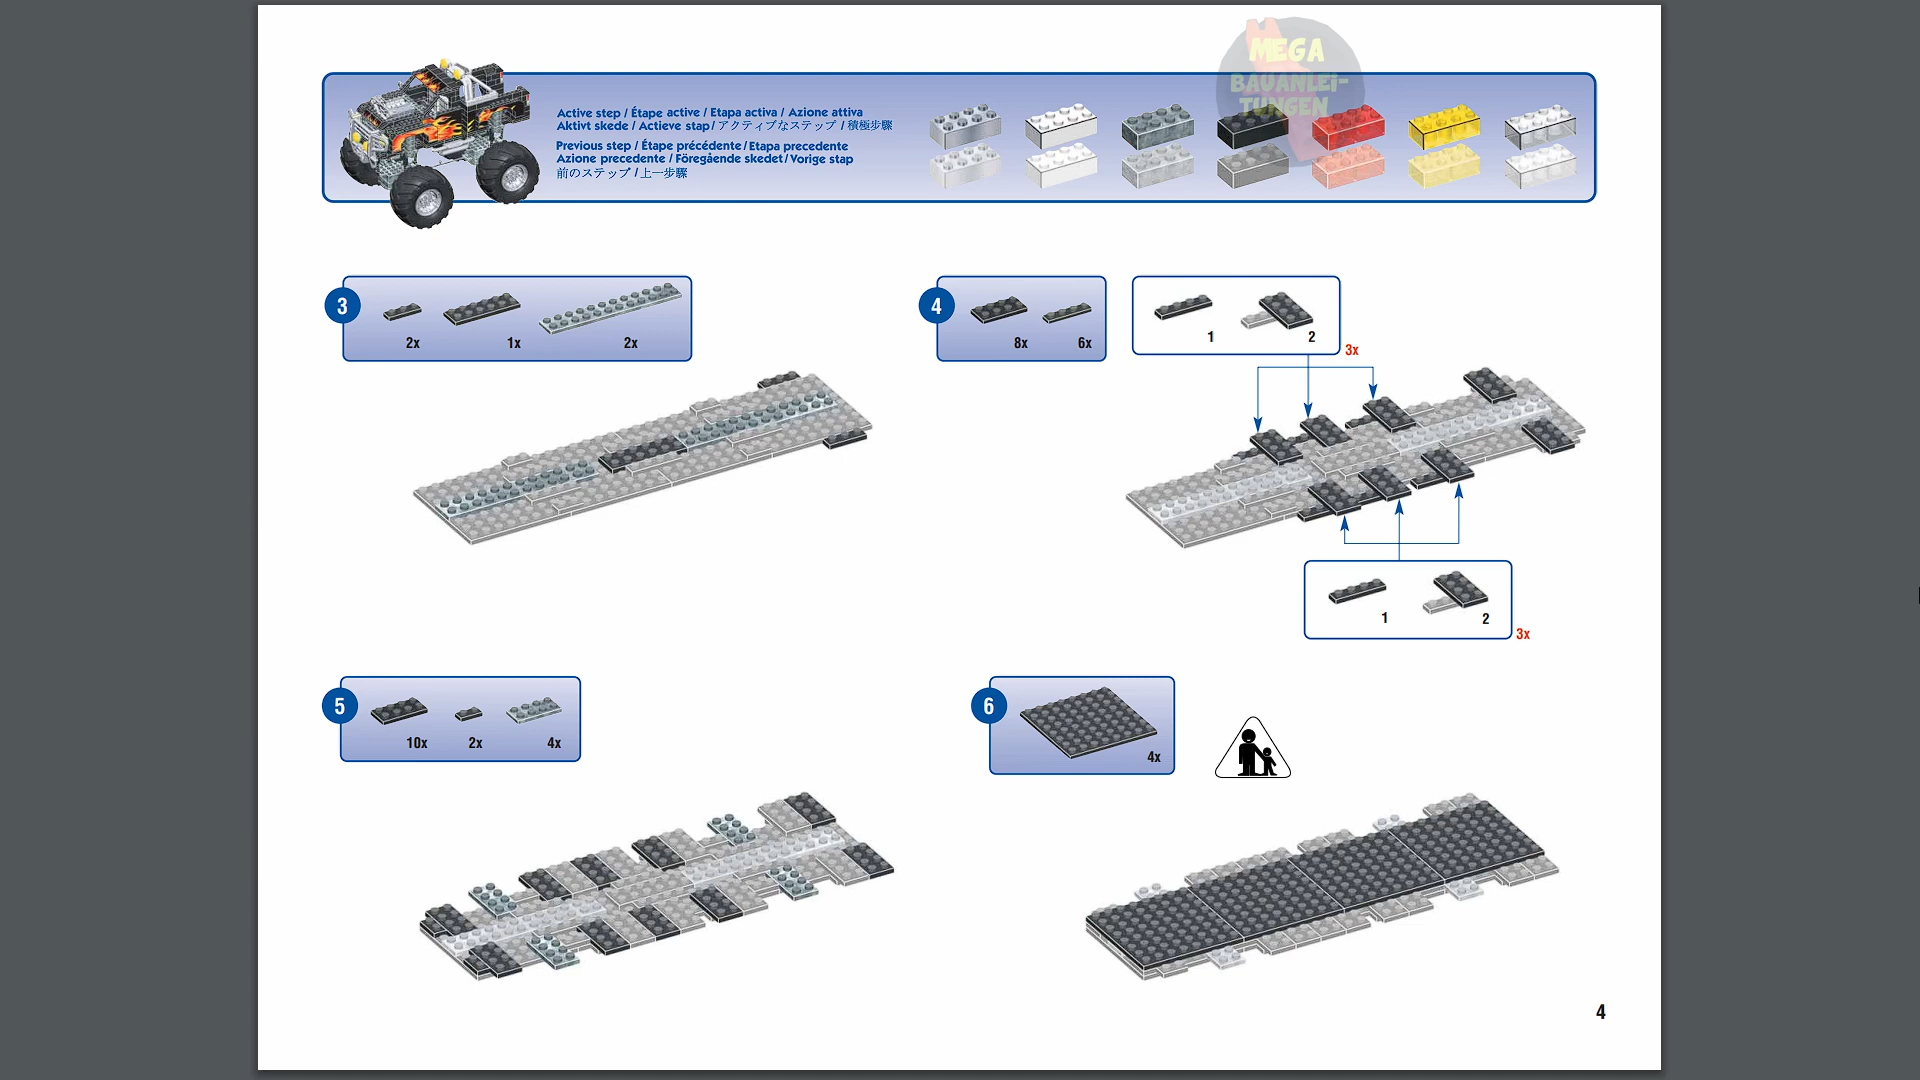 MEGA
BAUANLEI-
TUNGEN
Active step / Étape active / Etapa activa / Azione attiva
Aktivt skede / Actieve stap / アクティブなステップ / 積極步驟
Previous step / Étape précédente / Etapa precedente
Azione precedente / Föregående skedet / Vorige stap
前のステップ / 上一步驟
3
2x
1x
2x
4
8x
6x
1
2
3x
1
2
3x
5
10x
2x
4x
6
4x
4